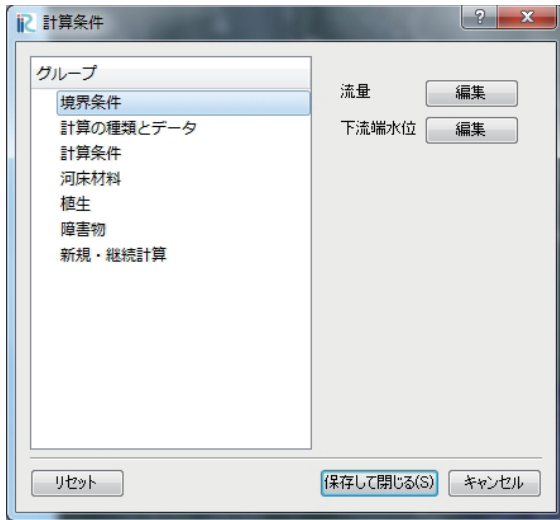 iRC 計算条件
グループ
境界条件
計算の種類とデータ
計算条件
河床材料
植生
障害物
新規・継続計算
流量 編集
下流端水位 編集
リセット 保存して閉じる(S) キャンセル